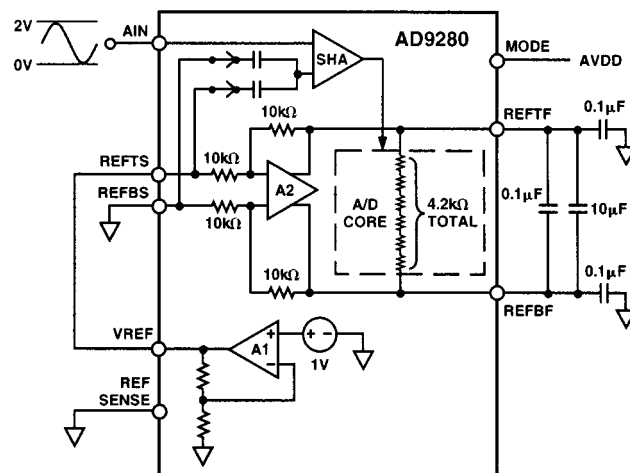 2V
0V
AIN
SHA
AD9280
MODE
AVDD
10kΩ
REFTF
0.1µF
REFTS
10kΩ
A2
A/D
CORE
4.2kΩ
TOTAL
0.1µF
10µF
REFBS
10kΩ
10kΩ
0.1µF
REFBF
VREF
A1
+
−
+ −
1V
REF
SENSE